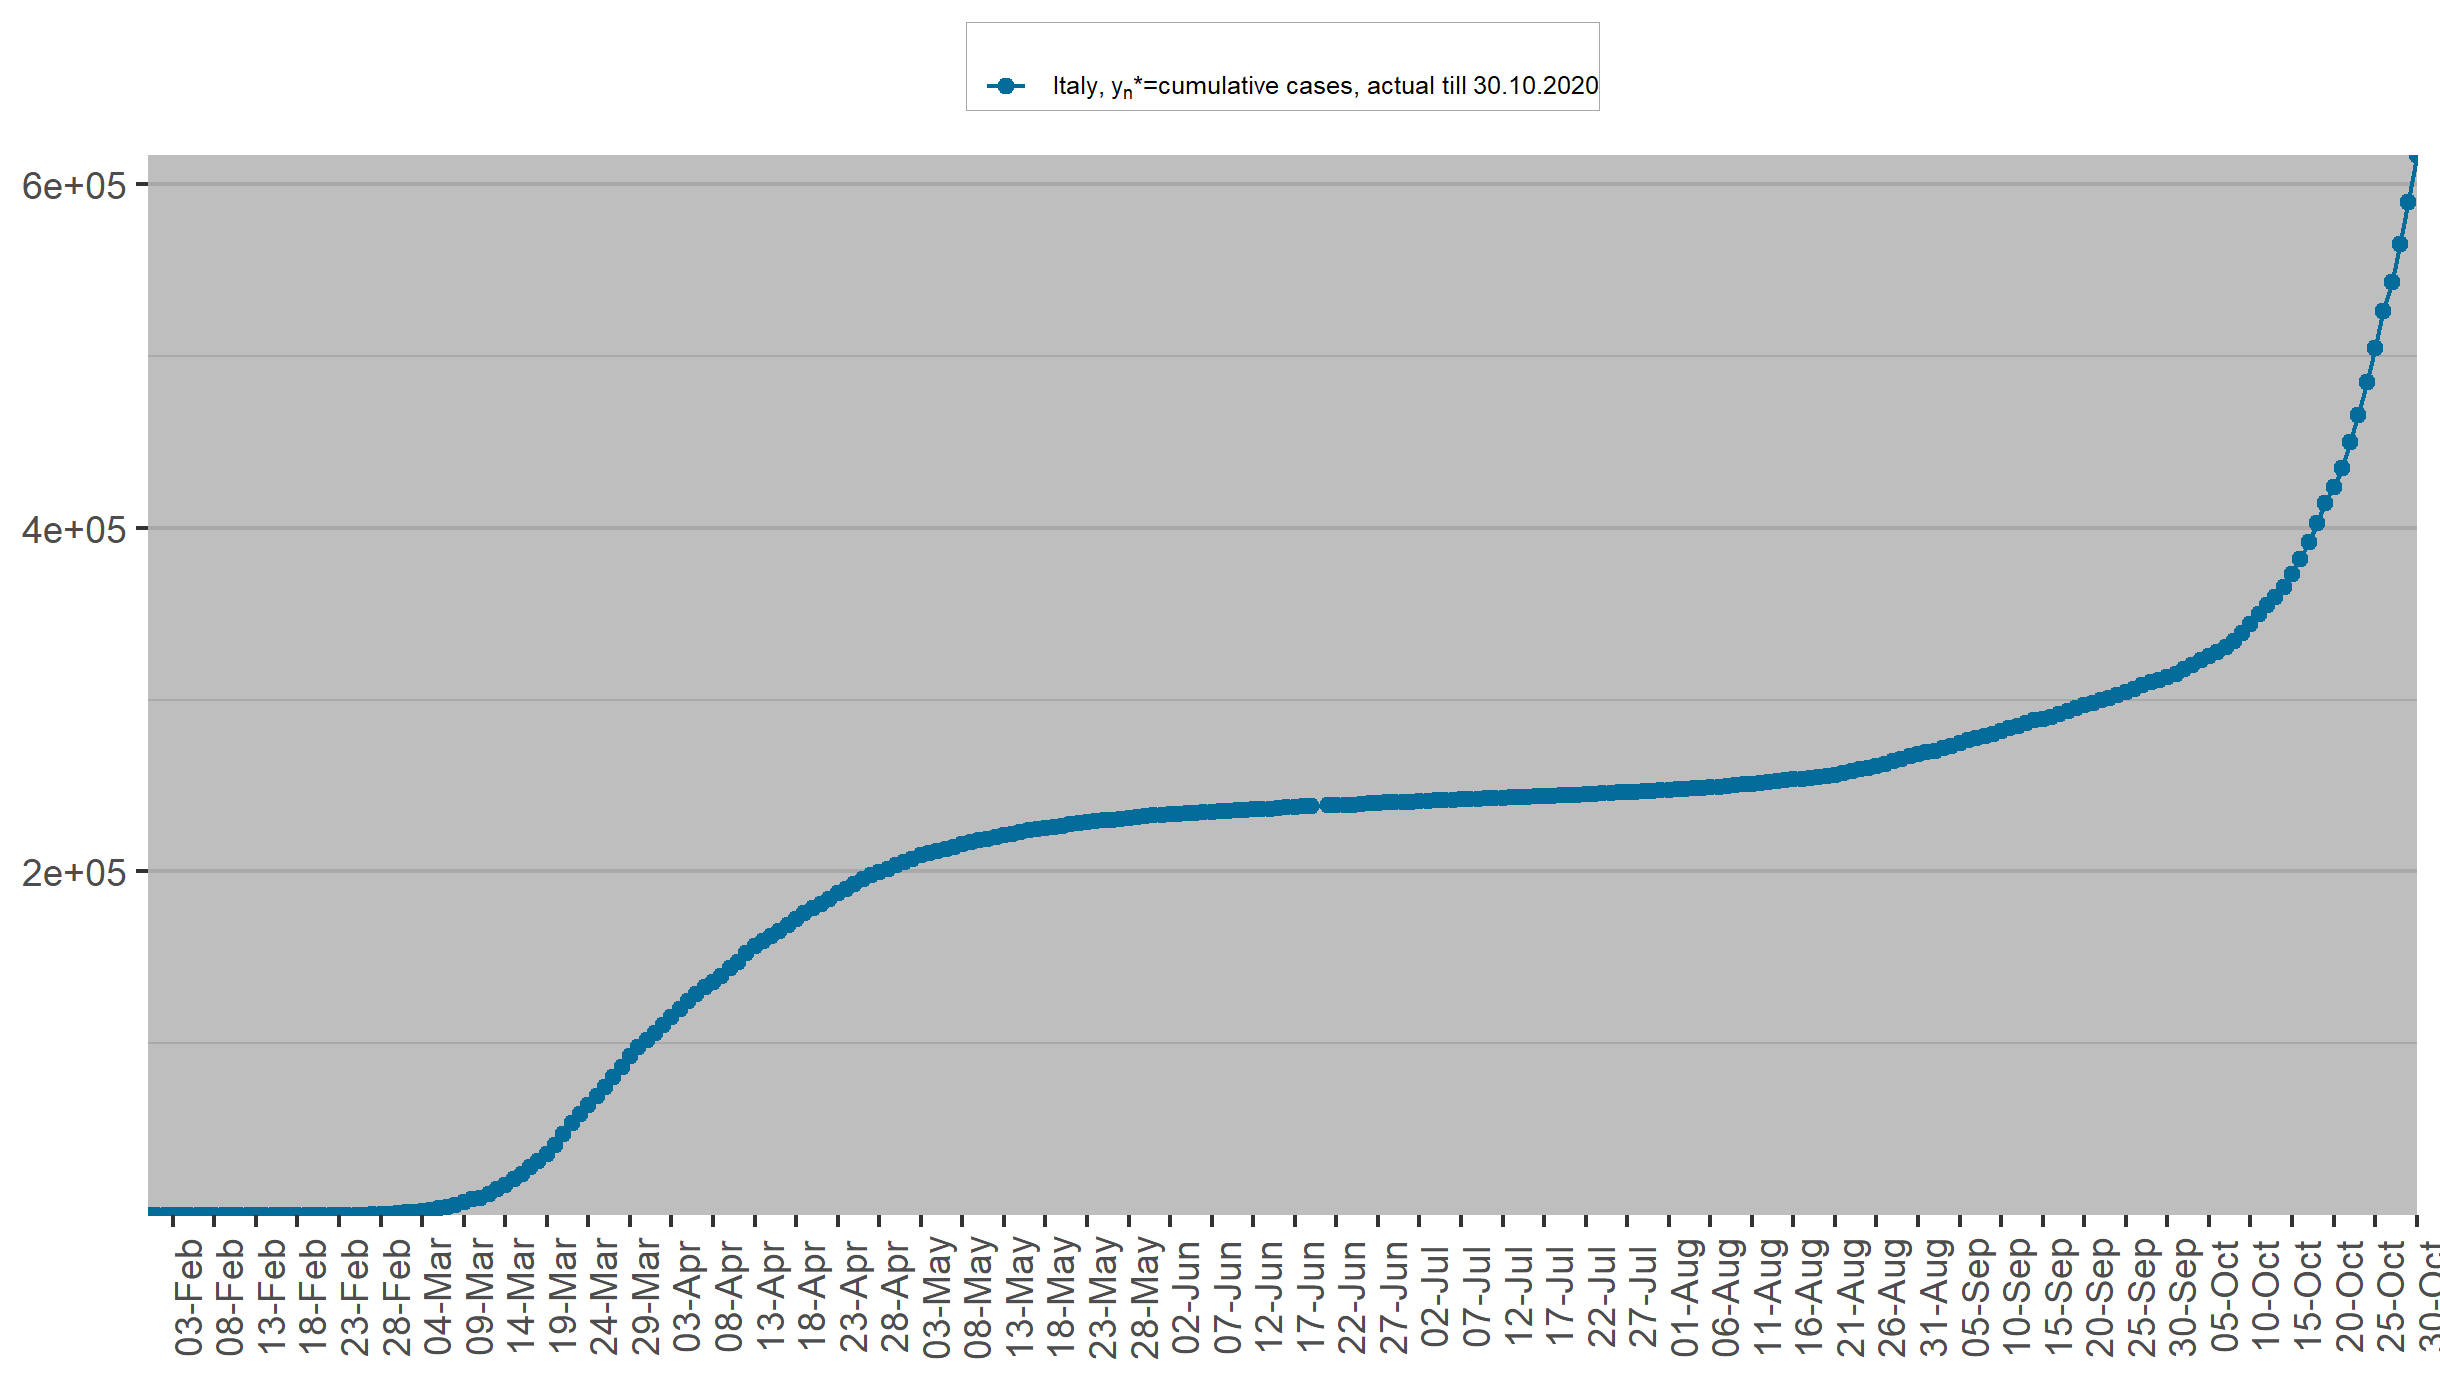 Italy, yn*=cumulative cases, actual till 30.10.2020
6e+05
4e+05
2e+05
03-Feb
08-Feb
13-Feb
18-Feb
23-Feb
28-Feb
04-Mar
09-Mar
14-Mar
19-Mar
24-Mar
29-Mar
03-Apr
08-Apr
13-Apr
18-Apr
23-Apr
28-Apr
03-May
08-May
13-May
18-May
23-May
28-May
02-Jun
07-Jun
12-Jun
17-Jun
22-Jun
27-Jun
02-Jul
07-Jul
12-Jul
17-Jul
22-Jul
27-Jul
01-Aug
06-Aug
11-Aug
16-Aug
21-Aug
26-Aug
31-Aug
05-Sep
10-Sep
15-Sep
20-Sep
25-Sep
30-Sep
05-Oct
10-Oct
15-Oct
20-Oct
25-Oct
30-Oct